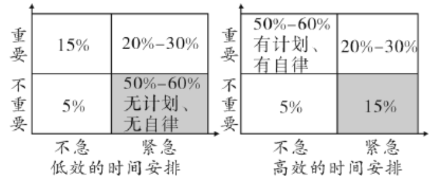 重要
15%
20%-30%
不重要
5%
50%-60%
无计划、
无自律
不急
紧急
低效的时间安排
重要
50%-60%
有计划、
有自律
20%-30%
不重要
5%
15%
不急
紧急
高效的时间安排